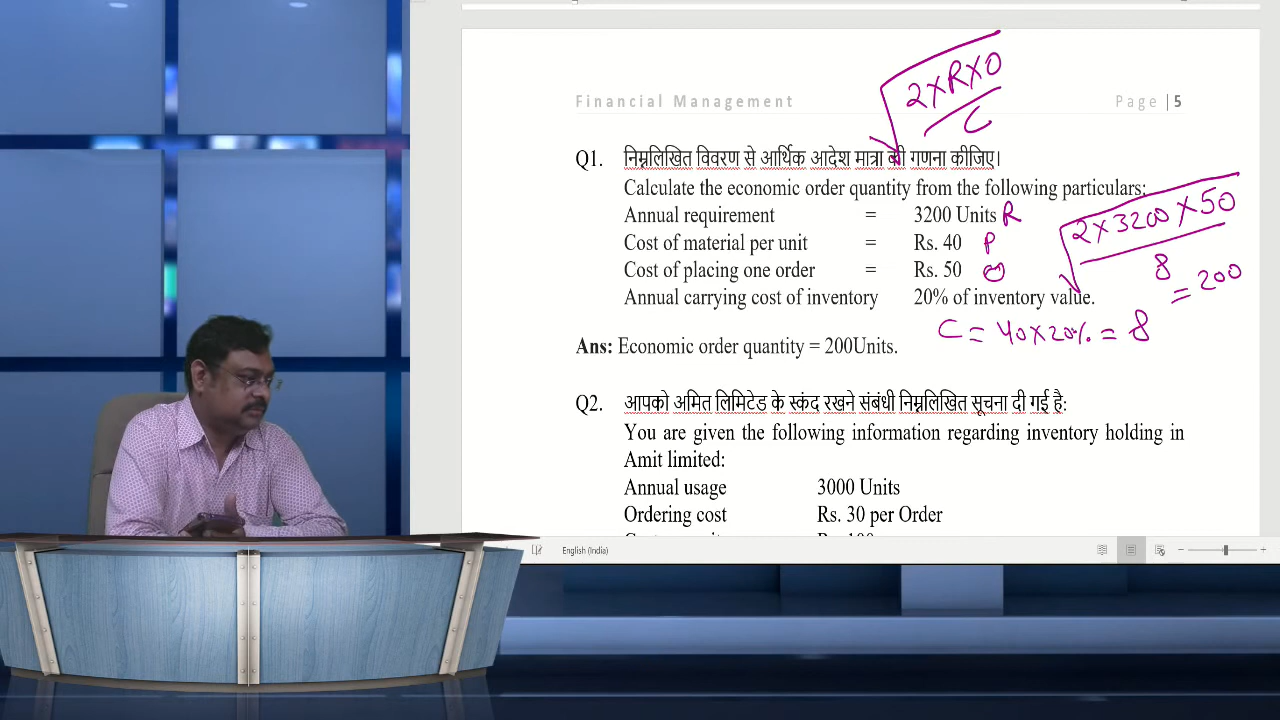 2×R×O
C
Financial Management Page | 5
Q1. निम्नलिखित विवरण से आर्थिक आदेश मात्रा की गणना कीजिए।
Calculate the economic order quantity from the following particulars:
Annual requirement = 3200 Units R
Cost of material per unit = Rs. 40 P
Cost of placing one order = Rs. 50 O
Annual carrying cost of inventory 20% of inventory value.
√2×3200×50
8
= 200
C = 40×20% = 8
Ans: Economic order quantity = 200Units.
Q2. आपको अमित लिमिटेड के स्कंद रखने संबंधी निम्नलिखित सूचना दी गई है:
You are given the following information regarding inventory holding in
Amit limited:
Annual usage 3000 Units
Ordering cost Rs. 30 per Order
English (India)